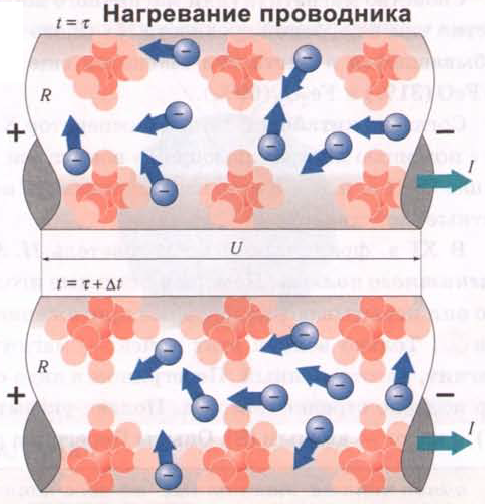 Нагревание проводника
t = τ
R
+
−
I
U
t = τ + Δt
R
+
−
I